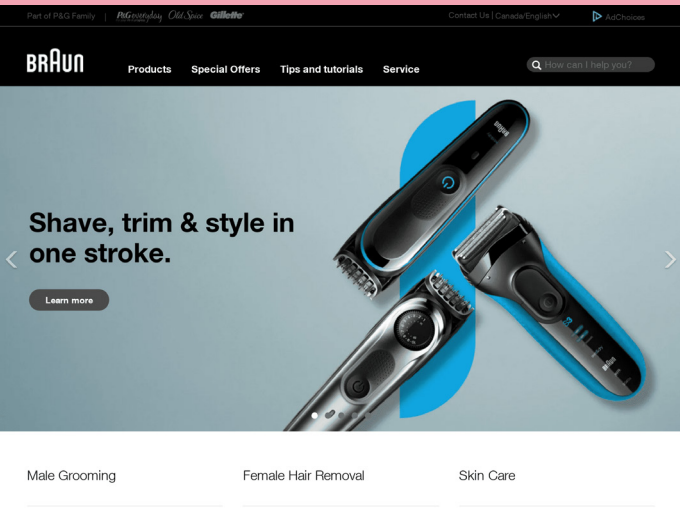 Part of P&G Family | P&G everyday Old Spice Gillette
Contact Us | Canada/English
AdChoices
BRAUN
Products Special Offers Tips and tutorials Service
How can I help you?
Shave, trim & style in
one stroke.
Learn more
BRAUN
BRAUN
Male Grooming
Female Hair Removal
Skin Care